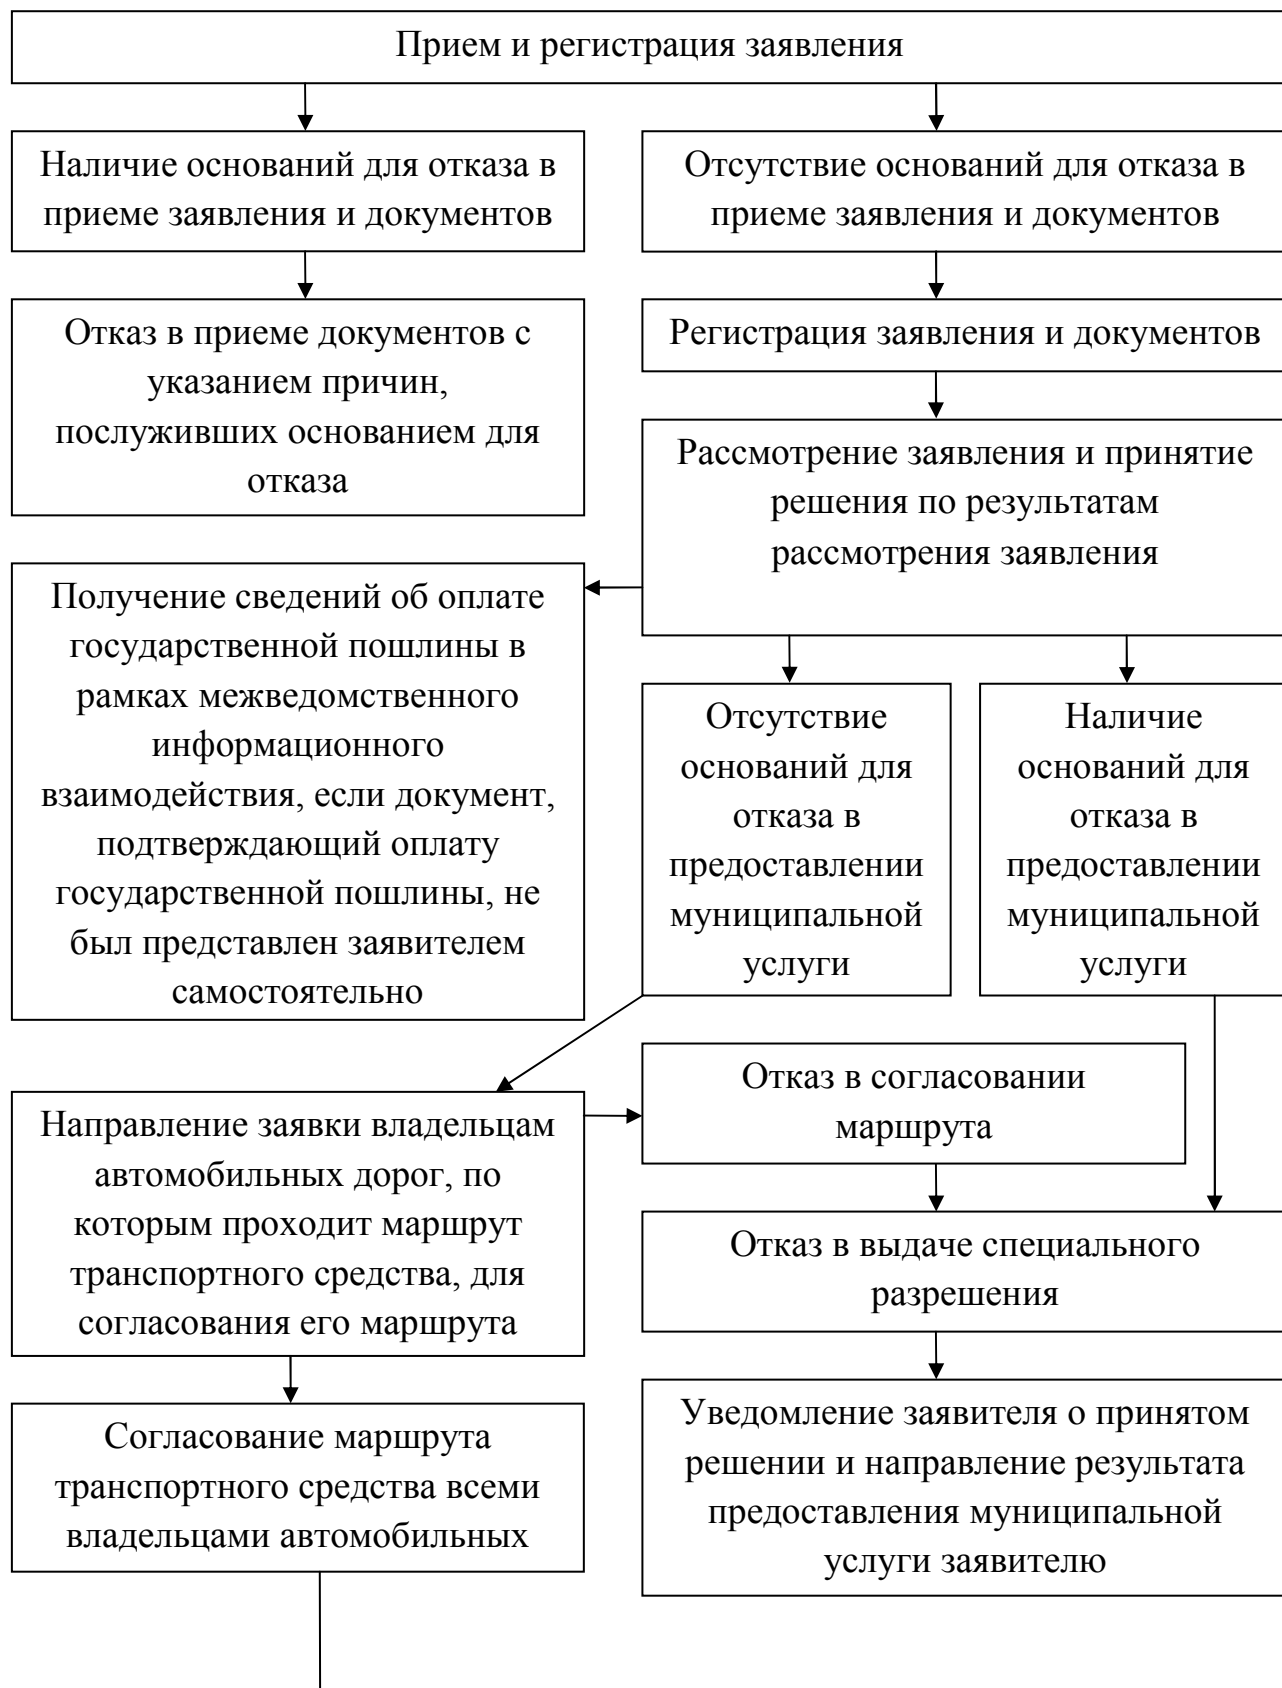 Прием и регистрация заявления
Наличие оснований для отказа в
приеме заявления и документов
Отсутствие оснований для отказа в
приеме заявления и документов
Отказ в приеме документов с
указанием причин,
послуживших основанием для
отказа
Регистрация заявления и документов
Рассмотрение заявления и принятие
решения по результатам
рассмотрения заявления
Получение сведений об оплате
государственной пошлины в
рамках межведомственного
информационного
взаимодействия, если документ,
подтверждающий оплату
государственной пошлины, не
был представлен заявителем
самостоятельно
Отсутствие
оснований для
отказа в
предоставлении
муниципальной
услуги
Наличие
оснований для
отказа в
предоставлении
муниципальной
услуги
Направление заявки владельцам
автомобильных дорог, по
которым проходит маршрут
транспортного средства, для
согласования его маршрута
Отказ в согласовании
маршрута
Отказ в выдаче специального
разрешения
Согласование маршрута
транспортного средства всеми
владельцами автомобильных
Уведомление заявителя о принятом
решении и направление результата
предоставления муниципальной
услуги заявителю